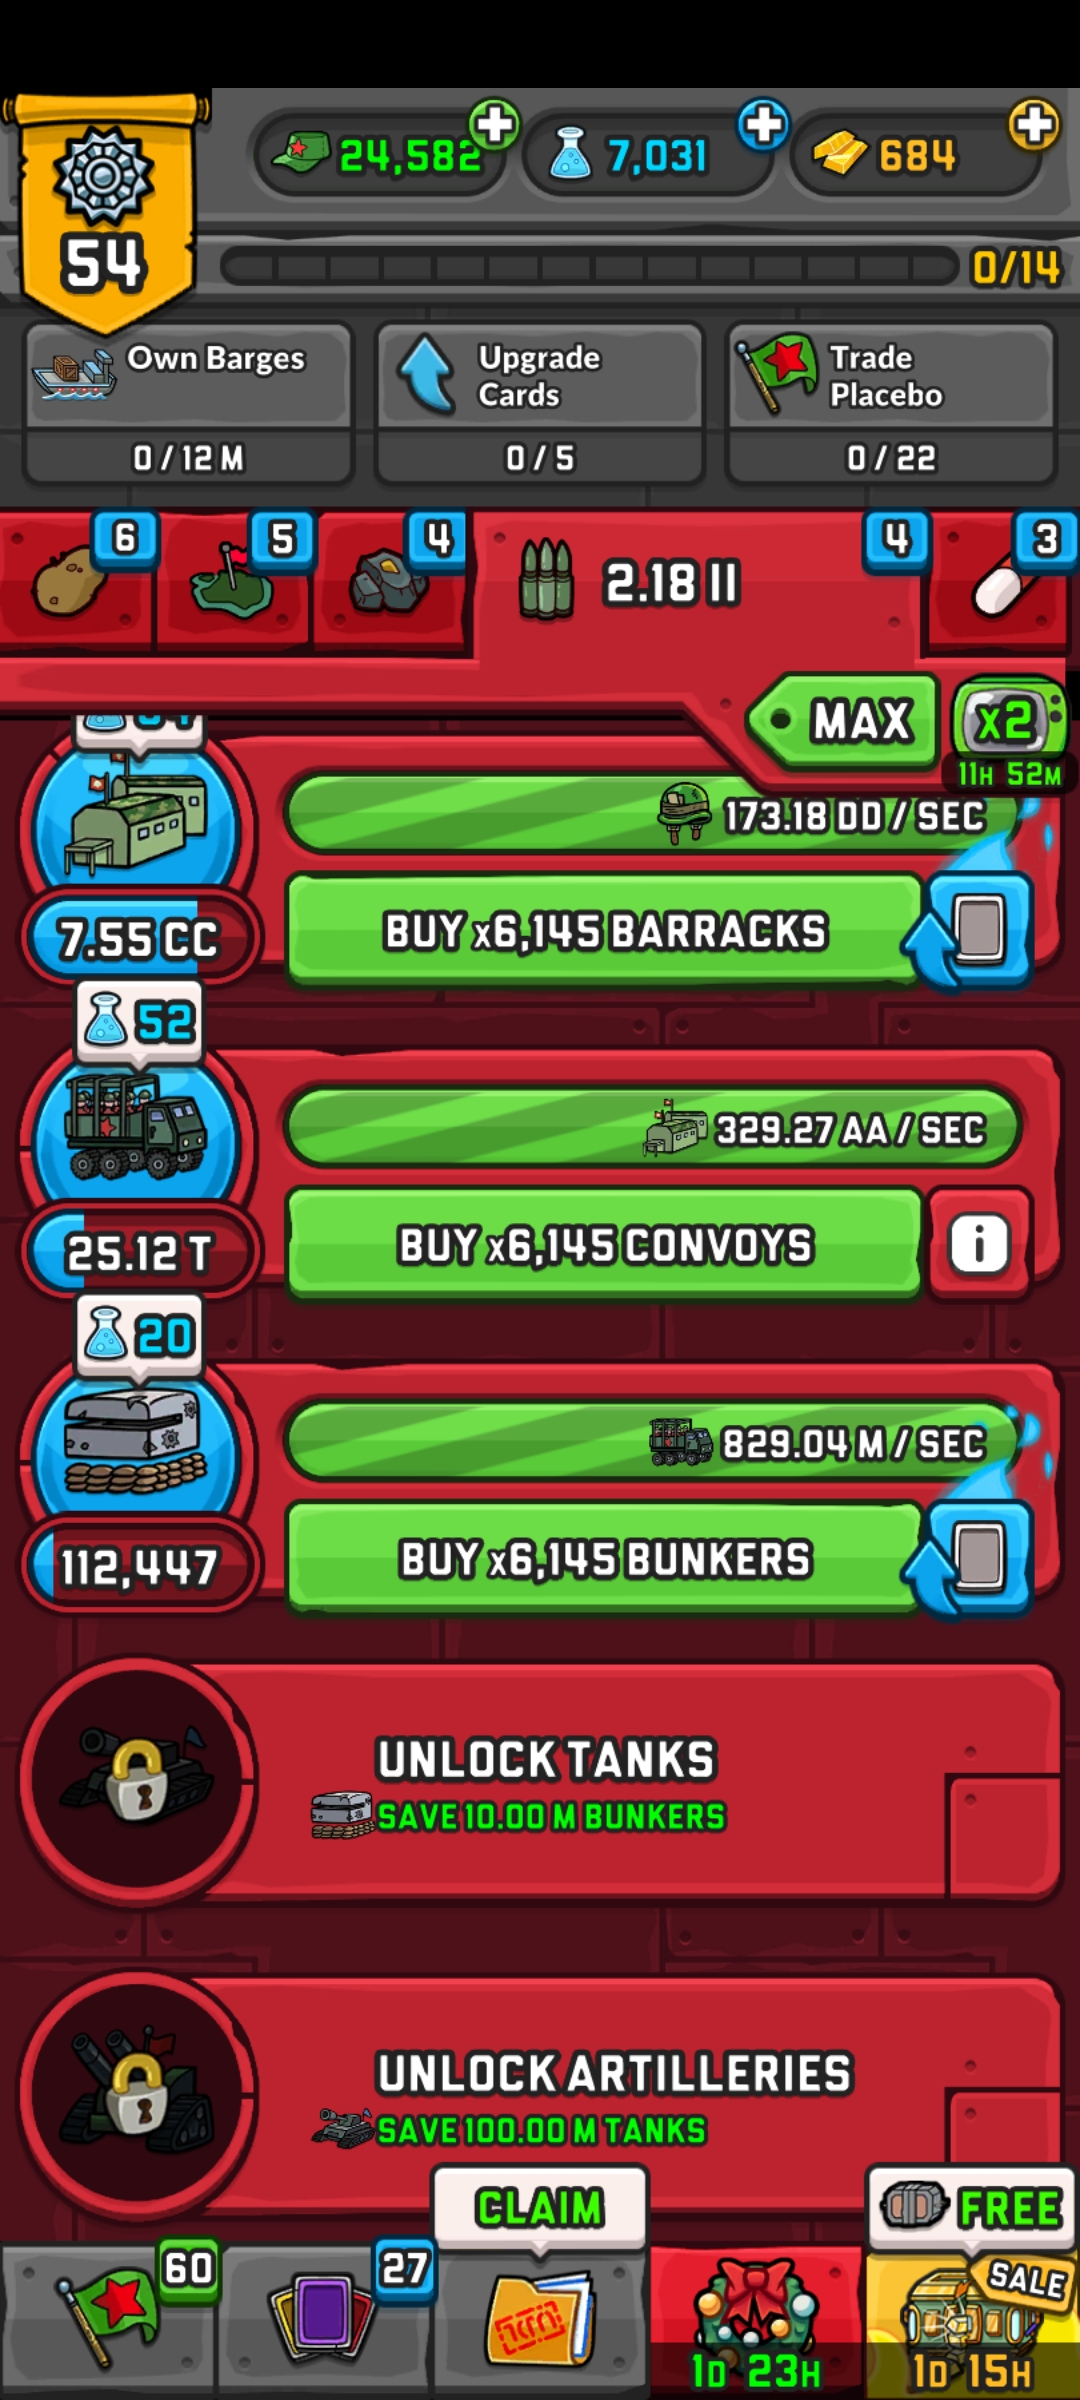 24,582
7,031
684
54
0/14
Own Barges
0 / 12 M
Upgrade
Cards
0 / 5
Trade
Placebo
0 / 22
6
5
4
2.18 II
4
3
MAX
x2
11H 52M
173.18 DD / SEC
BUY x6,145 BARRACKS
7.55 CC
52
329.27 AA / SEC
BUY x6,145 CONVOYS
i
25.12 T
20
829.04 M / SEC
BUY x6,145 BUNKERS
112,447
UNLOCK TANKS
SAVE 10.00 M BUNKERS
UNLOCK ARTILLERIES
SAVE 100.00 M TANKS
CLAIM
FREE
60
27
SALE
1D 23H
1D 15H